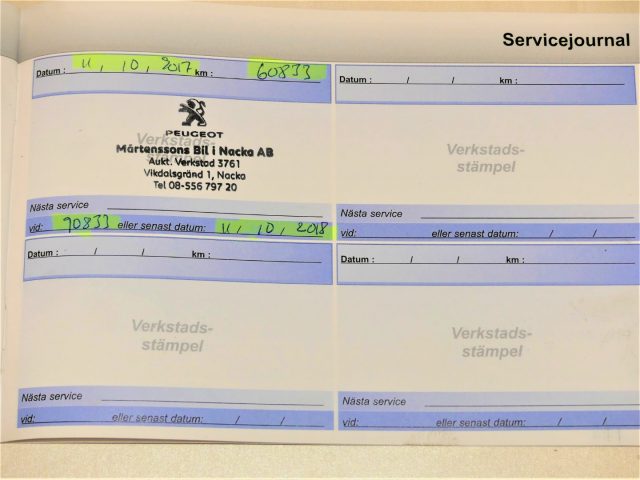 Servicejournal
Datum : 11, 10, 2017 km : 60833
PEUGEOT
Verkstads-
stämpel
Mårtenssons Bil i Nacka AB
Aukt. Verkstad 3761
Vikdalsgränd 1, Nacka
Tel 08-556 797 20
Nästa service
vid: 90833 eller senast datum: 11, 10, 2018
Datum : / / km :
Verkstads-
stämpel
Nästa service
vid: eller senast datum: / /
Datum : / / km :
Verkstads-
stämpel
Nästa service
vid: eller senast datum: / /
Datum : / / km :
Verkstads-
stämpel
Nästa service
vid: eller senast datum: / /